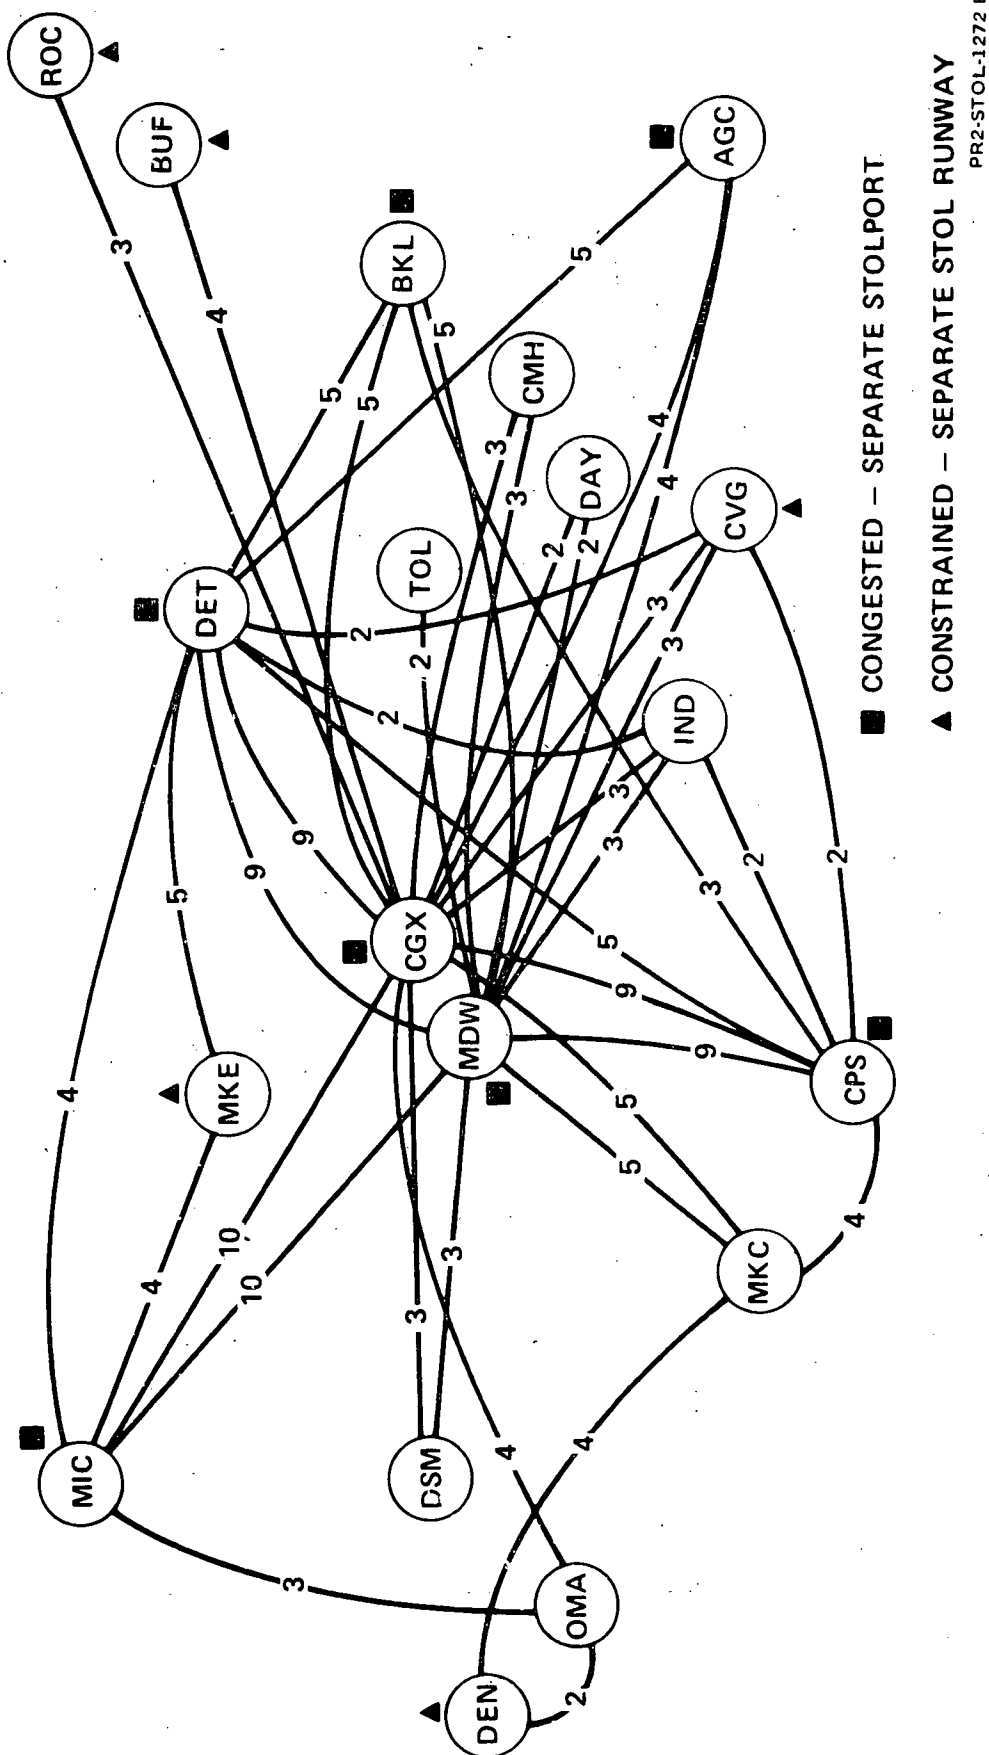 ROC
4
MIC
3
BUF
4
5
DET
4
MKE
10
10
9
3
9
5
2
5
2
BKL
CGX
3
TOL
2
DSM
5
3
MDW
DEN
3
4
3
CMH
2
2
OMA
5
4
DAY
2
5
3
3
9
5
5
3
4
4
3
IND
9
3
AGC
CVG
2
MKC
2
4
CPS
CONGESTED – SEPARATE STOLPORT
CONSTRAINED – SEPARATE STOL RUNWAY
PR2-STOL-1272